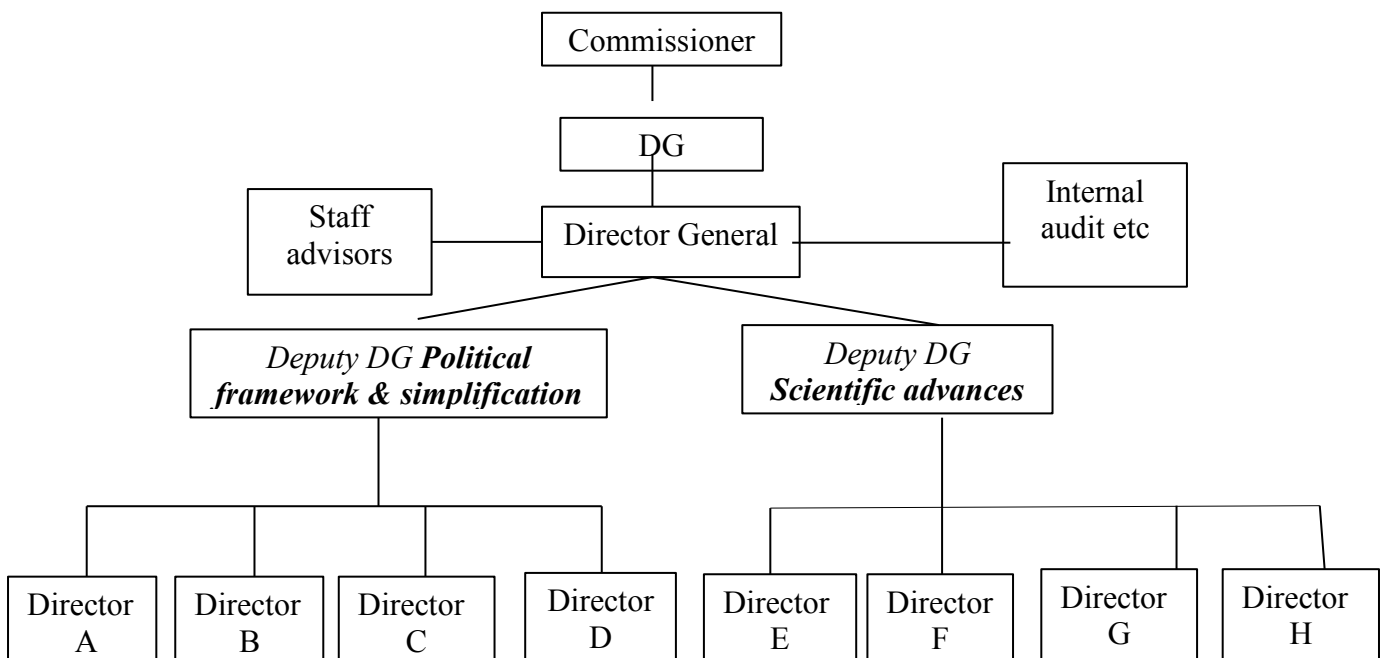 Commissioner
DG
Staff
advisors
Director General
Internal
audit etc
Deputy DG Political
framework & simplification
Deputy DG
Scientific advances
Director
A
Director
B
Director
C
Director
D
Director
E
Director
F
Director
G
Director
H